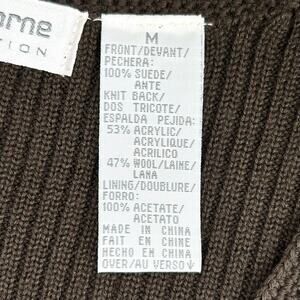 orne
TION
M
FRONT/DEVANT/
PECHERA:
100% SUEDE/
ANTE
KNIT BACK/
DOS TRICOTE/
ESPALDA PEJIDA:
53% ACRYLIC/
ACRYLIQUE/
ACRILICO
47% WOOL/LAINE/
LANA
LINING/DOUBLURE/
FORRO:
100% ACETATE/
ACETATO
MADE IN CHINA
FAIT EN CHINE
HECHO EN CHINA
OVER/AU VERSO↓